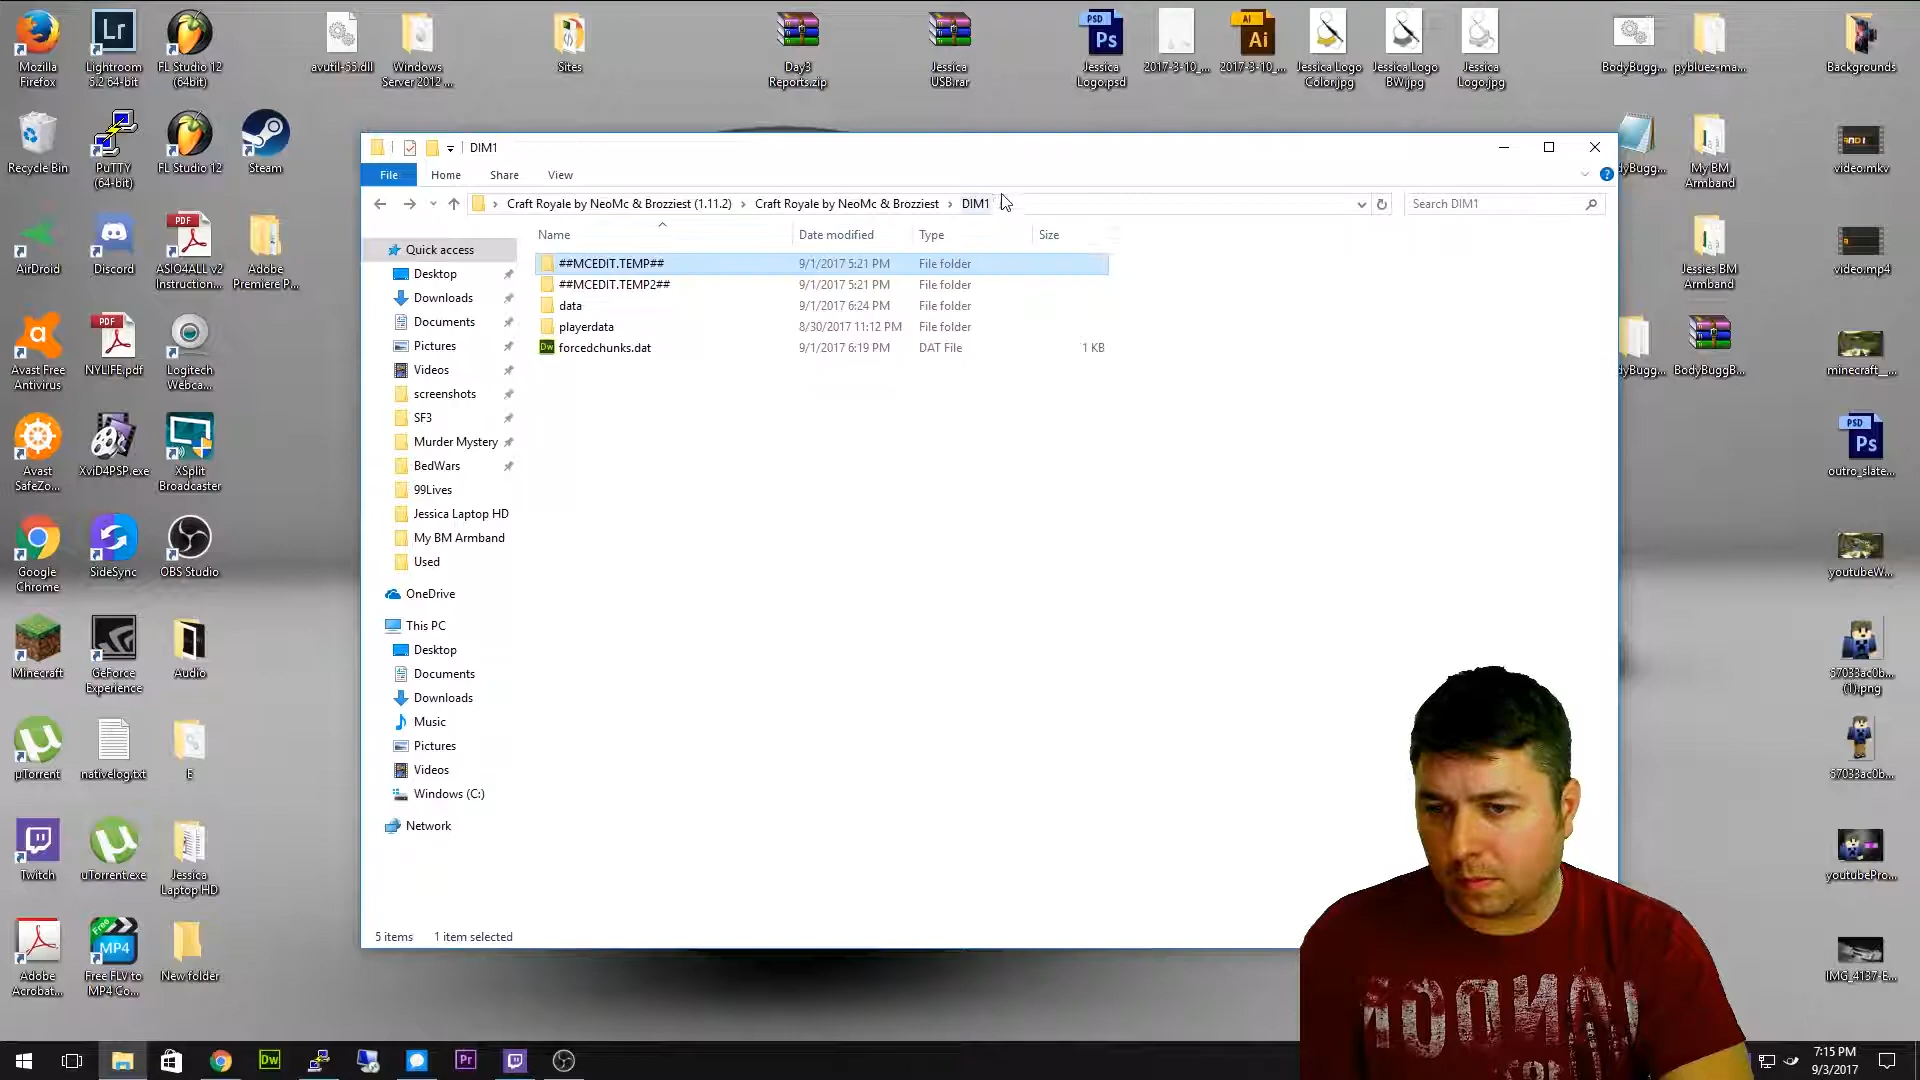 Mozilla
Firefox
Lightroom
5.2 64-bit
FL Studio 12
(64bit)
avutil-55.dll
Windows
Server 2012 ...
Sites
Day3
Reports.zip
Jessica
USB.rar
Jessica
Logo.psd
2017-3-10_...
2017-3-10_...
Jessica Logo
Color.jpg
Jessica Logo
BW.jpg
Jessica
Logo.jpg
BodyBugg...
pybluez-ma...
Backgrounds
Recycle Bin
PuTTY
(64-bit)
FL Studio 12
Steam
My BM
Armband
video.mkv
AirDroid
Discord
ASIO4ALL v2
Instruction...
Adobe
Premiere P...
Jessies BM
Armband
video.mp4
Avast Free
Antivirus
NYLIFE.pdf
Logitech
Webca...
BodyBuggB...
minecraft_...
Avast
SafeZo...
XviD4PSP.exe
XSplit
Broadcaster
outro_slate...
Google
Chrome
SideSync
OBS Studio
youtubeW...
Minecraft
GeForce
Experience
Audio
57033ac0b...
(1).png
µTorrent
nativelog.txt
E
57033ac0b...
Twitch
uTorrent.exe
Jessica
Laptop HD
youtubePro...
Adobe
Acrobat...
Free FLV to
MP4 Co...
New folder
IMG_4137-E...
DIM1
File
Home
Share
View
Craft Royale by NeoMc & Brozziest (1.11.2)
Craft Royale by NeoMc & Brozziest
DIM1
Search DIM1
Name
Date modified
Type
Size
##MCEDIT.TEMP## 9/1/2017 5:21 PM File folder
##MCEDIT.TEMP2## 9/1/2017 5:21 PM File folder
data 9/1/2017 6:24 PM File folder
playerdata 8/30/2017 11:12 PM File folder
forcedchunks.dat 9/1/2017 6:19 PM DAT File 1 KB
Quick access
Desktop
Downloads
Documents
Pictures
Videos
screenshots
SF3
Murder Mystery
BedWars
99Lives
Jessica Laptop HD
My BM Armband
Used
OneDrive
This PC
Desktop
Documents
Downloads
Music
Pictures
Videos
Windows (C:)
Network
5 items
1 item selected
7:15 PM
9/3/2017